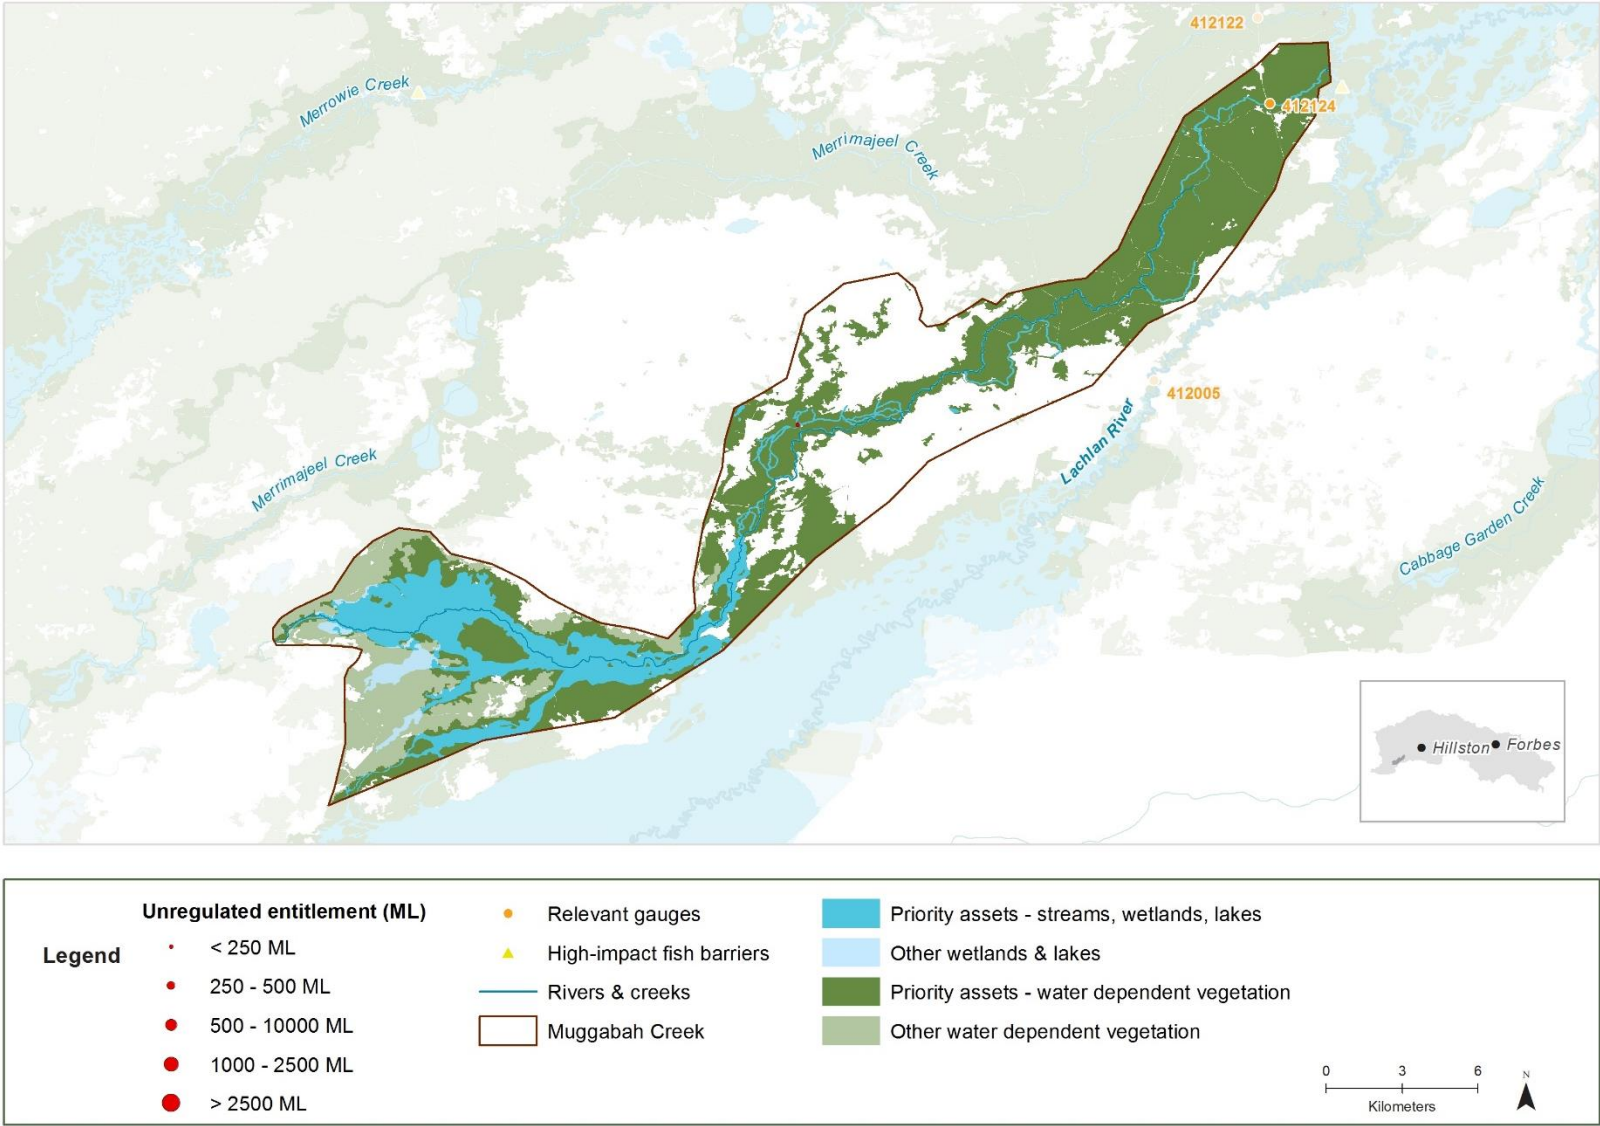 412122
Merrowie Creek
412124
Merrimajeel Creek
412005
Lachlan River
Merrimajeel Creek
Cabbage Garden Creek
Hillston
Forbes
Legend
Unregulated entitlement (ML)
< 250 ML
250 - 500 ML
500 - 10000 ML
1000 - 2500 ML
> 2500 ML
Relevant gauges
High-impact fish barriers
Rivers & creeks
Muggabah Creek
Priority assets - streams, wetlands, lakes
Other wetlands & lakes
Priority assets - water dependent vegetation
Other water dependent vegetation
0 3 6
Kilometers
N